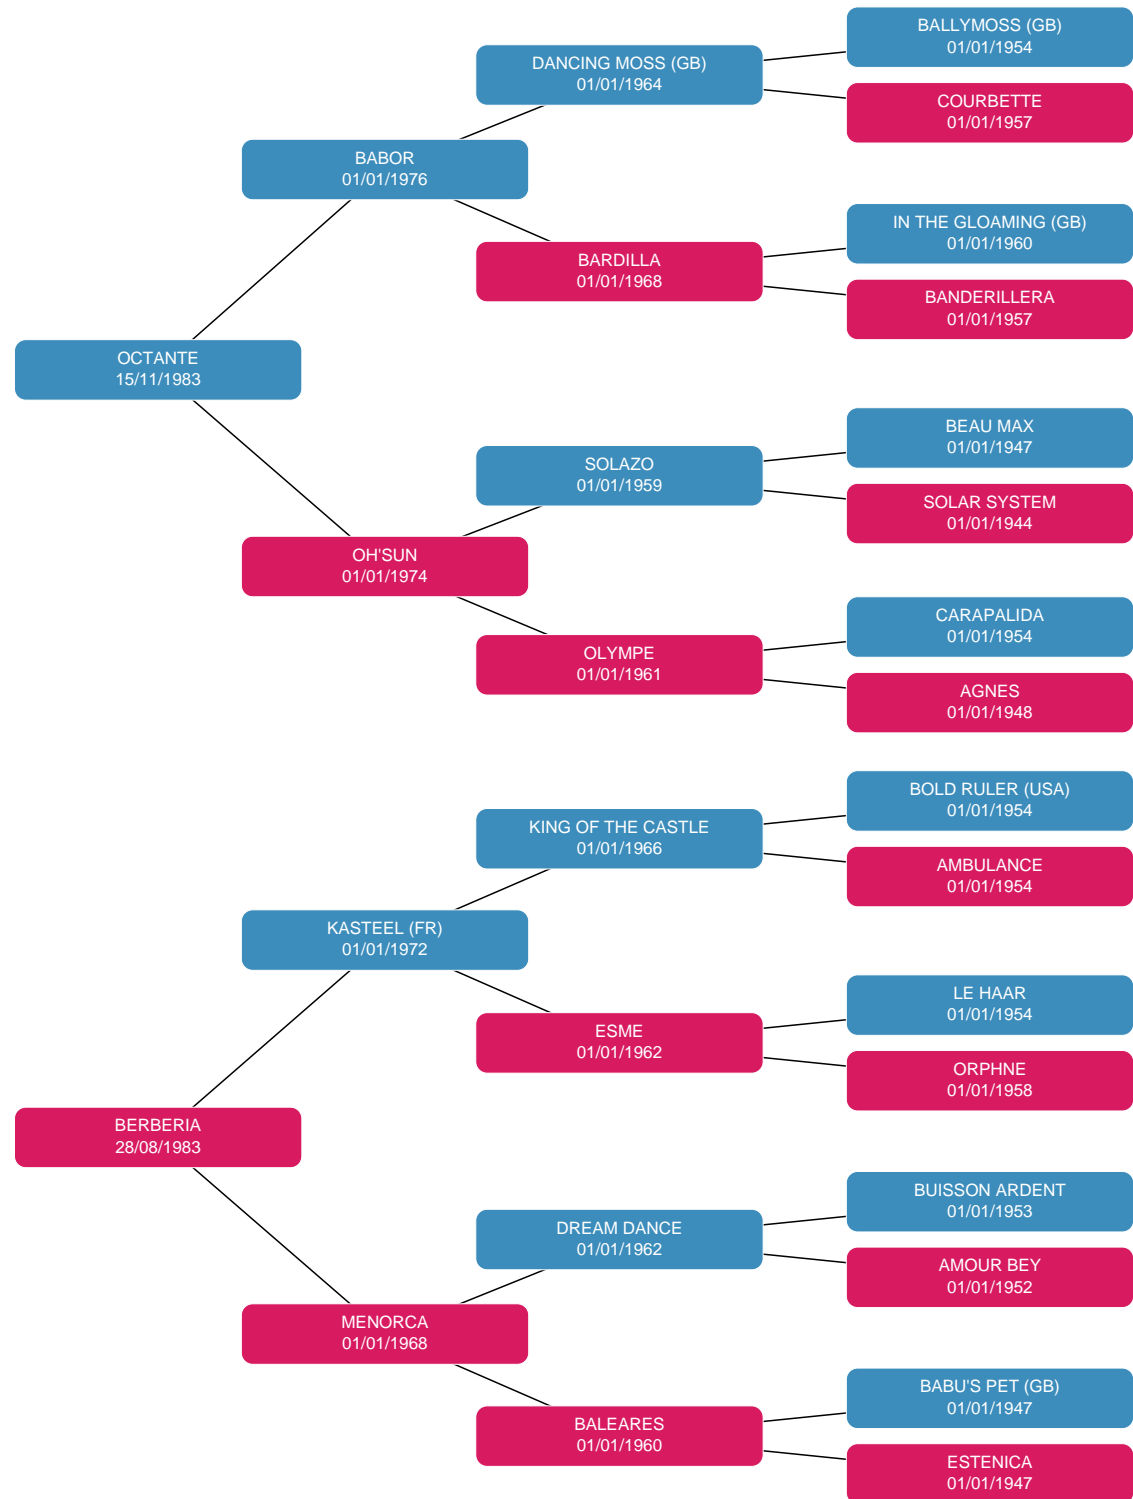 BALLYMOSS (GB)
01/01/1954
DANCING MOSS (GB)
01/01/1964
COURBETTE
01/01/1957
BABOR
01/01/1976
IN THE GLOAMING (GB)
01/01/1960
BARDILLA
01/01/1968
BANDERILLERA
01/01/1957
OCTANTE
15/11/1983
BEAU MAX
01/01/1947
SOLAZO
01/01/1959
SOLAR SYSTEM
01/01/1944
OH'SUN
01/01/1974
CARAPALIDA
01/01/1954
OLYMPE
01/01/1961
AGNES
01/01/1948
BOLD RULER (USA)
01/01/1954
KING OF THE CASTLE
01/01/1966
AMBULANCE
01/01/1954
KASTEEL (FR)
01/01/1972
LE HAAR
01/01/1954
ESME
01/01/1962
ORPHNE
01/01/1958
BERBERIA
28/08/1983
BUISSON ARDENT
01/01/1953
DREAM DANCE
01/01/1962
AMOUR BEY
01/01/1952
MENORCA
01/01/1968
BABU'S PET (GB)
01/01/1947
BALEARES
01/01/1960
ESTENICA
01/01/1947